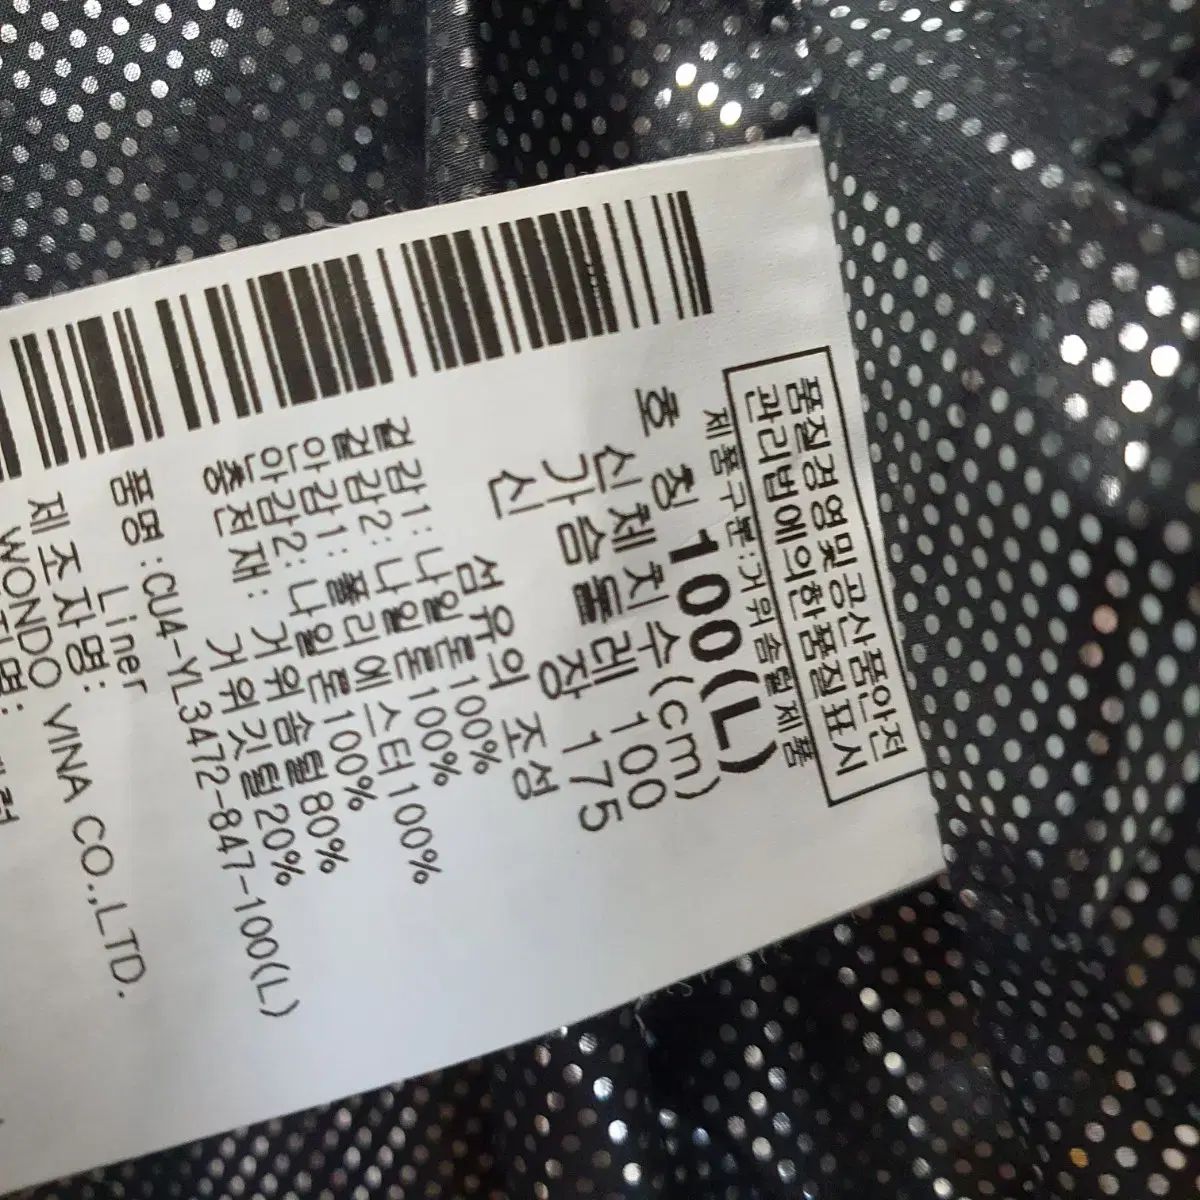 품질경영및공산품안전
관리법에의한품질표시
제품구분:거위솜털제품
호 칭 100(L)
신체치수(cm)
가슴둘레 100
신 장 175
섬유의 조성
겉감1: 나일론100%
겉감2: 나일론100%
안감1: 폴리에스터100%
안감2: 나일론100%
충전재: 거위솜털80%
거위깃털20%
품명:CU4-YL3472-847-100(L)
Liner
제조자명:
WONDO VINA CO.,LTD.